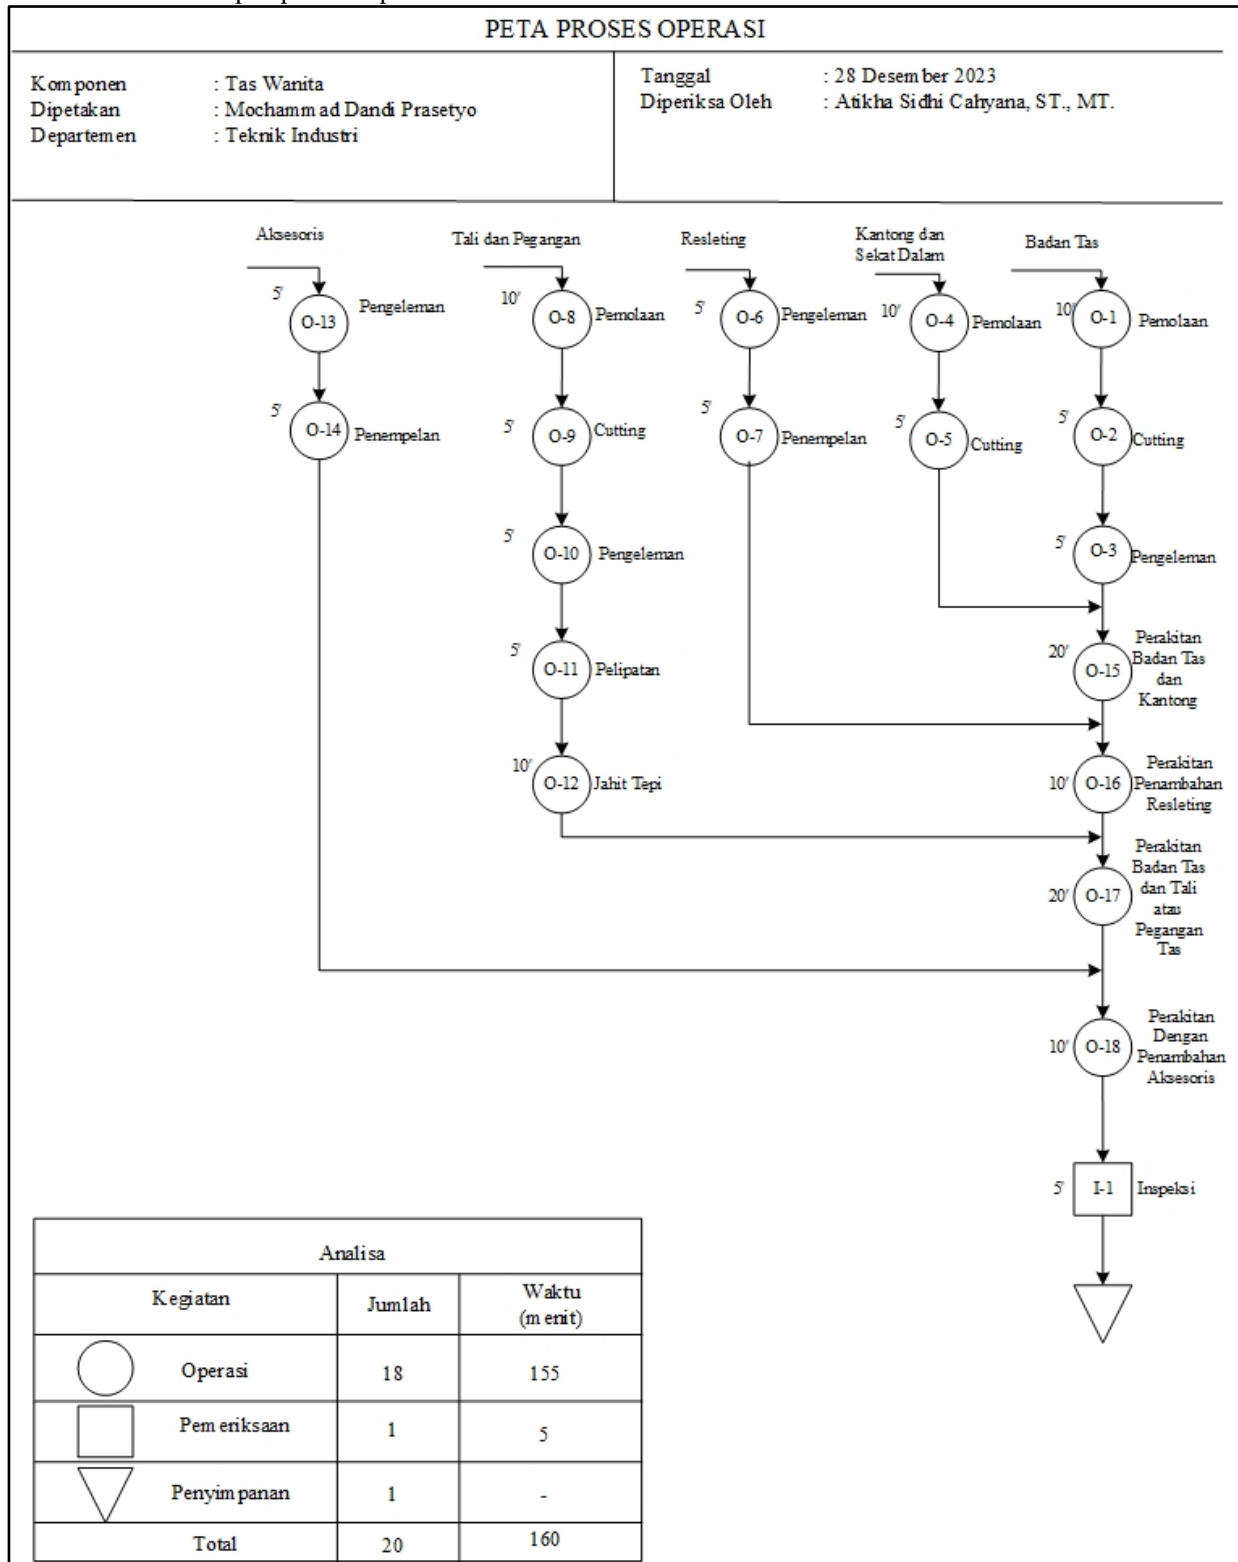 PETA PROSES OPERASI
Komponen : Tas Wanita
Dipetakan : Mochammad Dandi Prasetyo
Departemen : Teknik Industri
Tanggal : 28 Desember 2023
Diperiksa Oleh : Atikha Sidhi Cahyana, ST., MT.
Aksesoris
5' O-13 Pengeleman
5' O-14 Penempelan
Tali dan Pegangan
10' O-8 Pemolaan
5' O-9 Cutting
5' O-10 Pengeleman
5' O-11 Pelipatan
10' O-12 Jahit Tepi
Resleting
5' O-6 Pengeleman
5' O-7 Penempelan
Kantong dan
Sekat Dalam
10' O-4 Pemolaan
5' O-5 Cutting
Badan Tas
10' O-1 Pemolaan
5' O-2 Cutting
5' O-3 Pengeleman
20' O-15
Perakitan
Badan Tas
dan
Kantong
10' O-16
Perakitan
Penambahan
Resleting
20' O-17
Perakitan
Badan Tas
dan Tali
atau
Pegangan
Tas
10' O-18
Perakitan
Dengan
Penambahan
Aksesoris
5' I-1 Inspeksi
Analisa
Kegiatan Jumlah Waktu
(menit)
Operasi 18 155
Pemeriksaan 1 5
Penyimpanan 1 -
Total 20 160